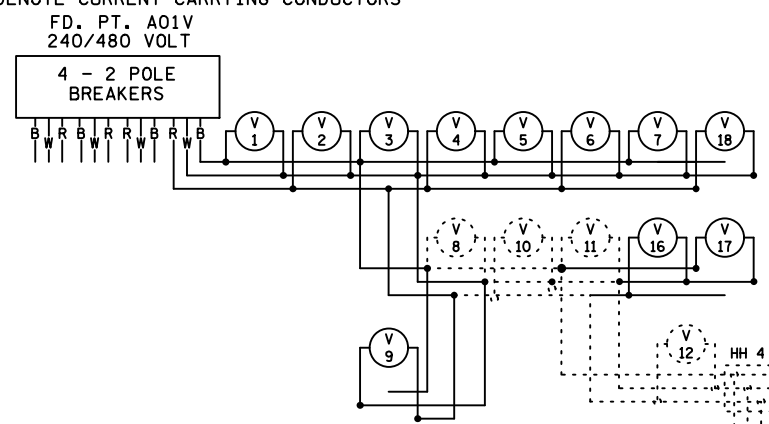 DENOTE CURRENT CARRYING CONDUCTORS
FD. PT. A01V
240/480 VOLT
4 - 2 POLE
BREAKERS
B W R B W R R W B R W B
V 1
V 2
V 3
V 4
V 5
V 6
V 7
V 18
V 8
V 10
V 11
V 16
V 17
V 9
V 12
HH 4